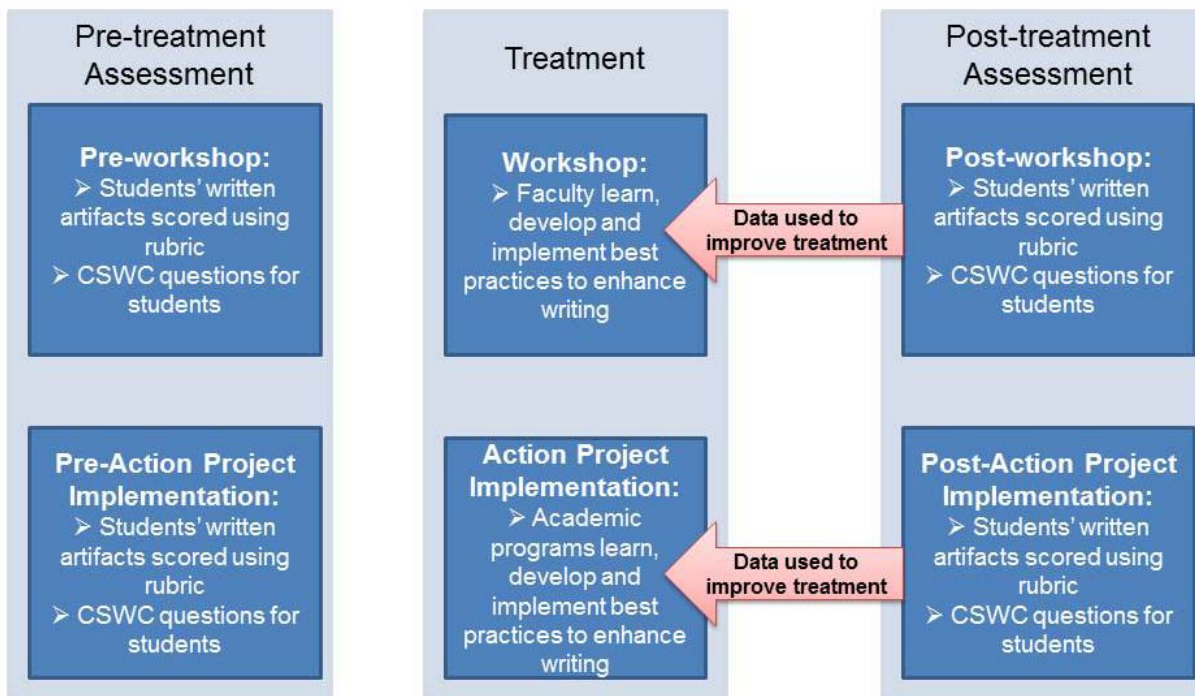 Pre-treatment
Assessment
Pre-workshop:
➢ Students’ written
artifacts scored using
rubric
➢ CSWC questions for
students
Pre-Action Project
Implementation:
➢ Students’ written
artifacts scored using
rubric
➢ CSWC questions for
students
Treatment
Workshop:
➢ Faculty learn,
develop and
implement best
practices to enhance
writing
Action Project
Implementation:
➢ Academic
programs learn,
develop and
implement best
practices to enhance
writing
Data used to
improve treatment
Data used to
improve treatment
Post-treatment
Assessment
Post-workshop:
➢ Students’ written
artifacts scored using
rubric
➢ CSWC questions for
students
Post-Action Project
Implementation:
➢ Students’ written
artifacts scored using
rubric
➢ CSWC questions for
students